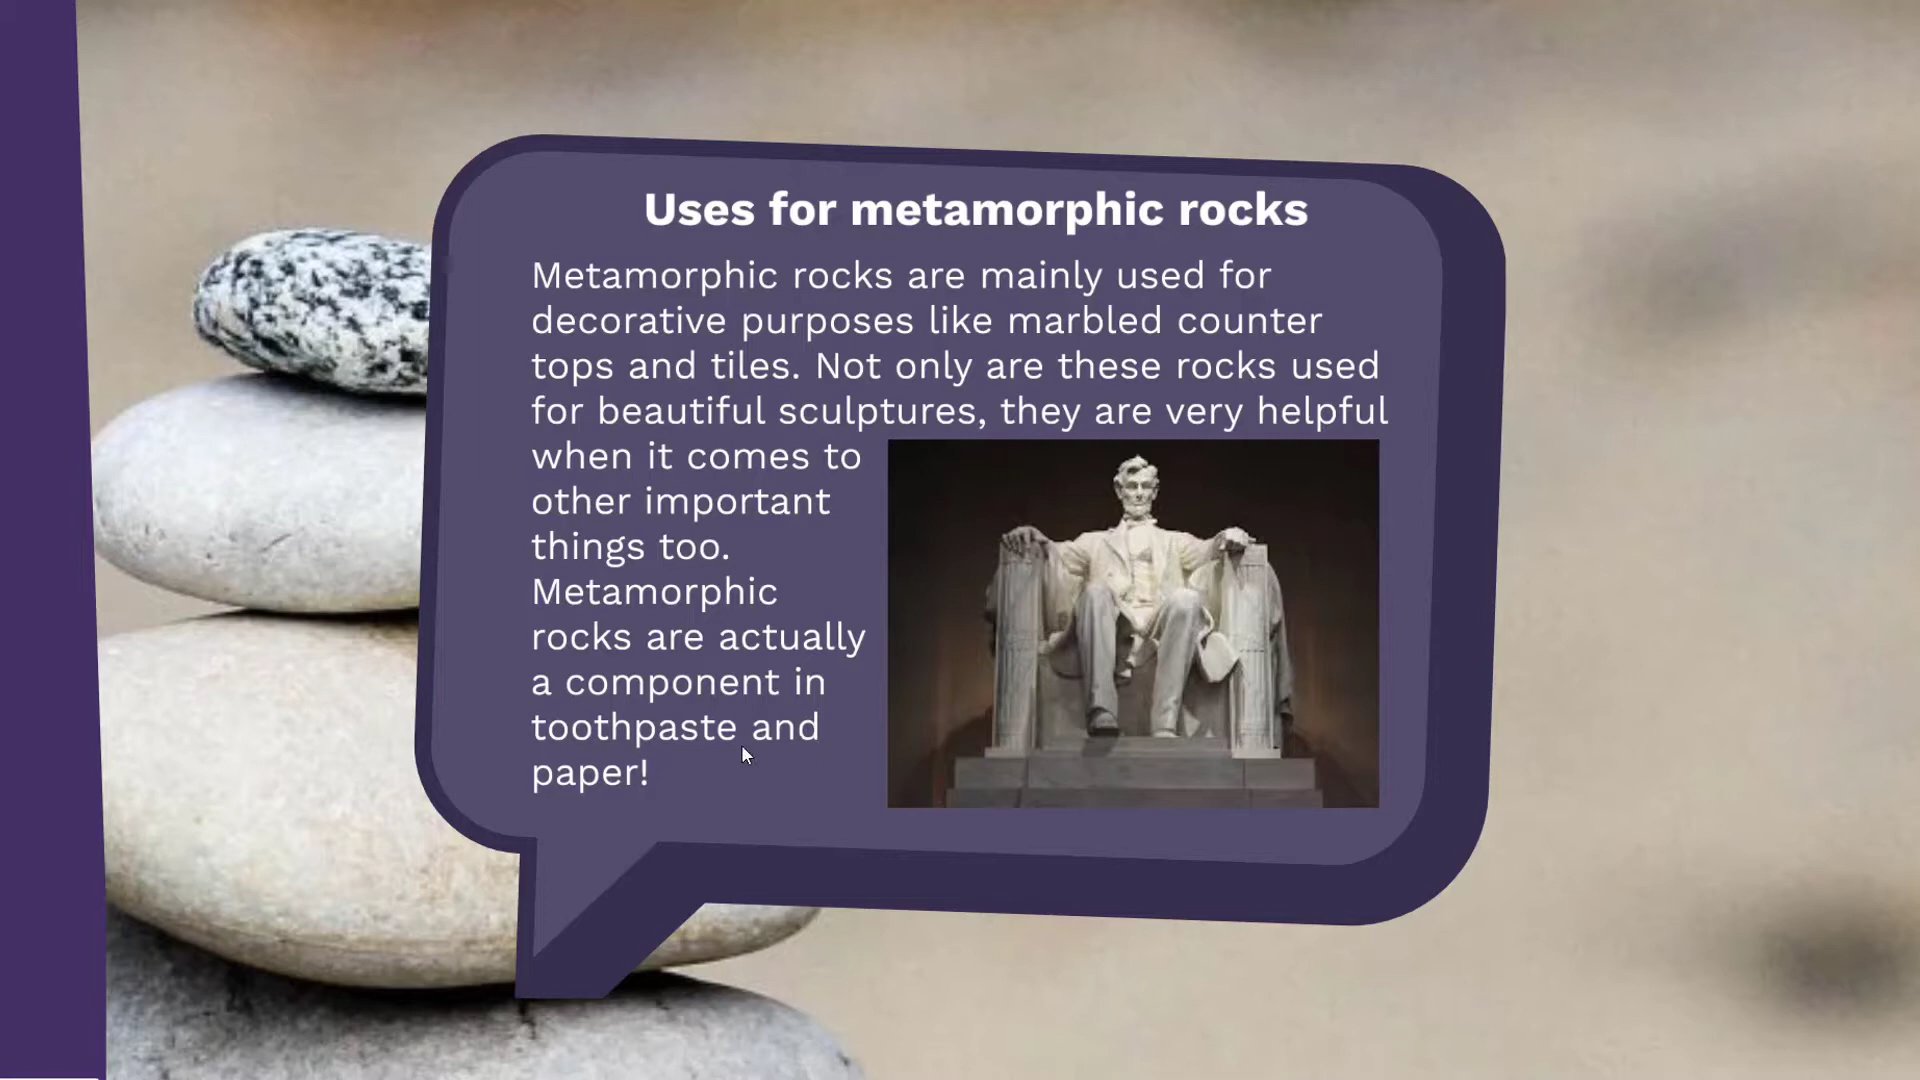 Uses for metamorphic rocks
Metamorphic rocks are mainly used for
decorative purposes like marbled counter
tops and tiles. Not only are these rocks used
for beautiful sculptures, they are very helpful
when it comes to
other important
things too.
Metamorphic
rocks are actually
a component in
toothpaste and
paper!